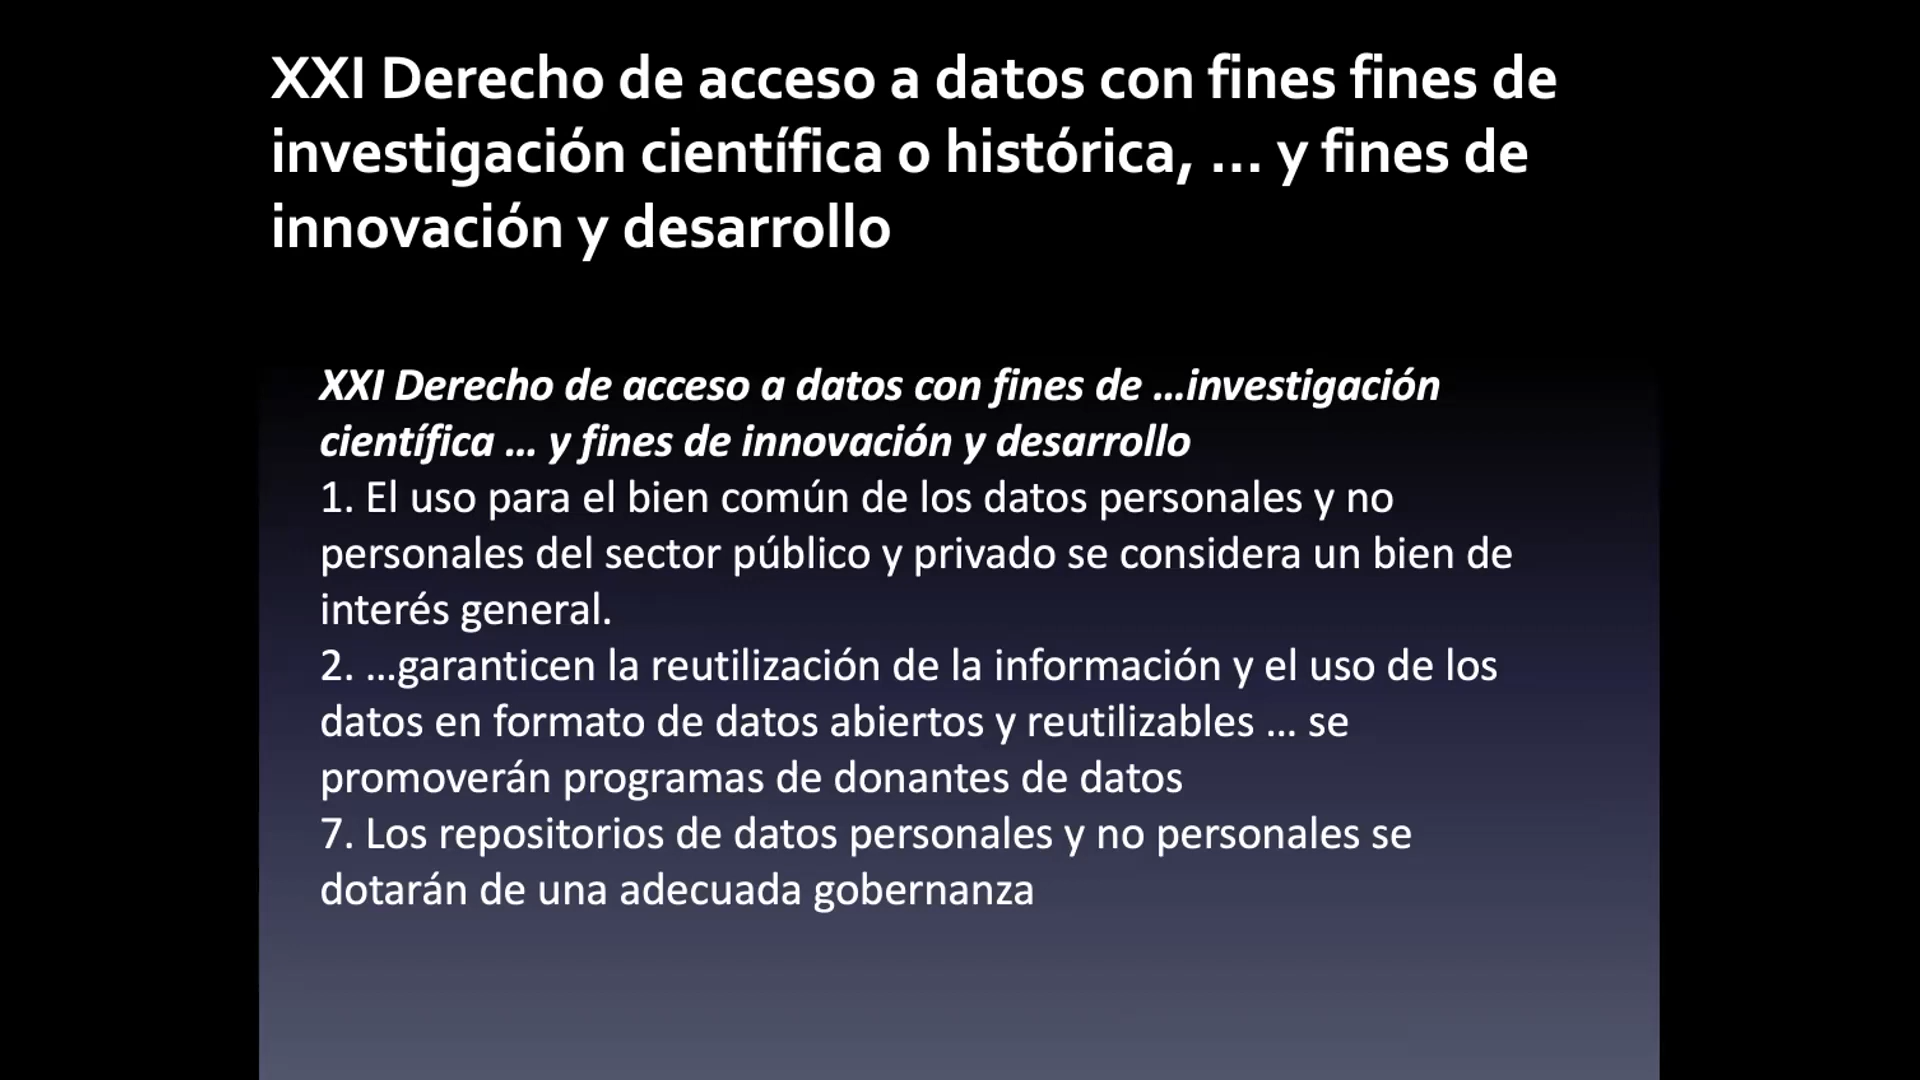 XXI Derecho de acceso a datos con fines fines de
investigación científica o histórica, ... y fines de
innovación y desarrollo
XXI Derecho de acceso a datos con fines de ...investigación
científica ... y fines de innovación y desarrollo
1. El uso para el bien común de los datos personales y no
personales del sector público y privado se considera un bien de
interés general.
2. ...garanticen la reutilización de la información y el uso de los
datos en formato de datos abiertos y reutilizables ... se
promoverán programas de donantes de datos
7. Los repositorios de datos personales y no personales se
dotarán de una adecuada gobernanza